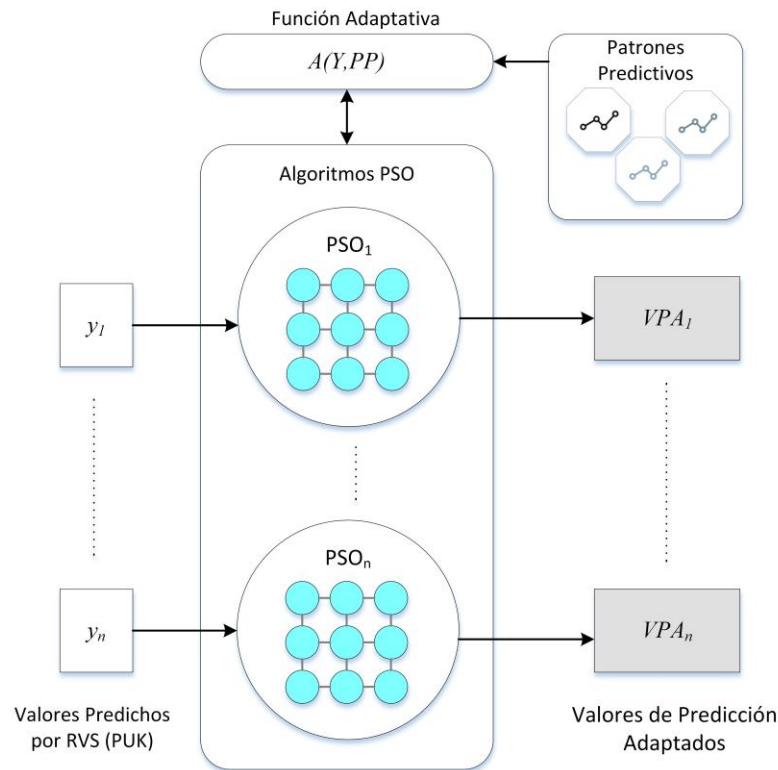 Función Adaptativa
A(Y,PP)
Patrones
Predictivos
Algoritmos PSO
PSO₁
y₁
VPA₁
PSOₙ
yₙ
VPAₙ
Valores Predichos
por RVS (PUK)
Valores de Predicción
Adaptados